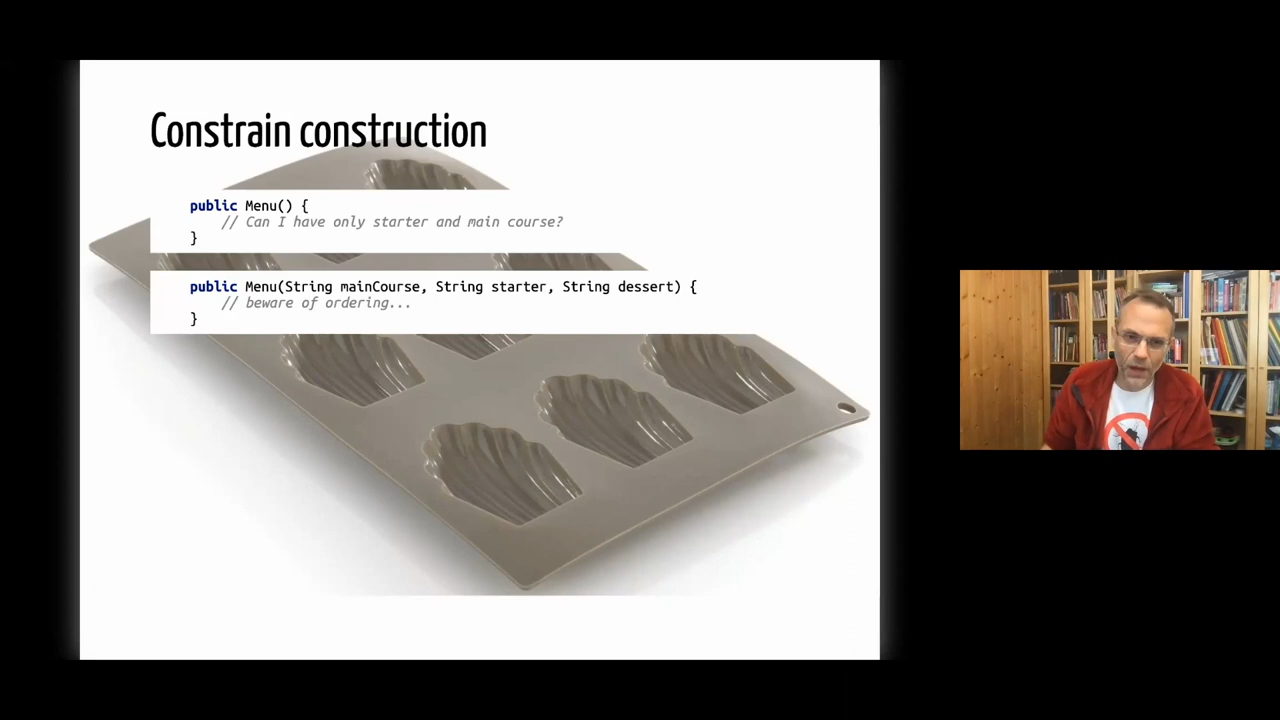 Constrain construction
public Menu() {
// Can I have only starter and main course?
}
public Menu(String mainCourse, String starter, String dessert) {
// beware of ordering...
}